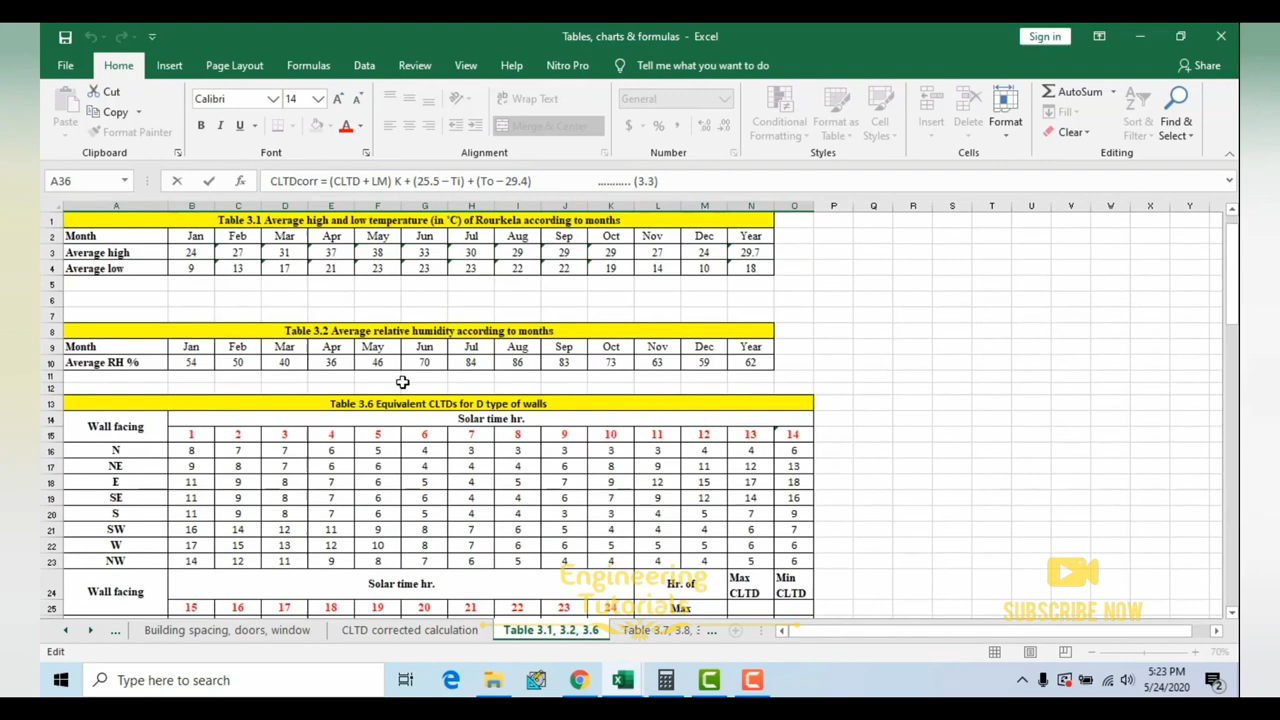 Tables, charts & formulas - Excel
Sign in
File Home Insert Page Layout Formulas Data Review View Help Nitro Pro Tell me what you want to do Share
Cut
Copy
Format Painter
Paste
Clipboard
Calibri 14
B I U
Font
Wrap Text
Merge & Center
Alignment
General
$ % ,
Number
Conditional Formatting
Format as Table
Cell Styles
Styles
Insert Delete Format
Cells
AutoSum
Fill
Clear
Sort & Filter
Find & Select
Editing
A36 fx CLTDcorr = (CLTD + LM) K + (25.5 – Ti) + (To – 29.4) ........... (3.3)
A B C D E F G H I J K L M N O P Q R S T U V W X Y
1 Table 3.1 Average high and low temperature (in °C) of Rourkela according to months
2 Month Jan Feb Mar Apr May Jun Jul Aug Sep Oct Nov Dec Year
3 Average high 24 27 31 37 38 33 30 29 29 29 27 24 29.7
4 Average low 9 13 17 21 23 23 23 22 22 19 14 10 18
5
6
7
8 Table 3.2 Average relative humidity according to months
9 Month Jan Feb Mar Apr May Jun Jul Aug Sep Oct Nov Dec Year
10 Average RH % 54 50 40 36 46 70 84 86 83 73 63 59 62
11
12
13 Table 3.6 Equivalent CLTDs for D type of walls
14 Wall facing Solar time hr.
15 1 2 3 4 5 6 7 8 9 10 11 12 13 14
16 N 8 7 7 6 5 4 3 3 3 3 3 4 4 6
17 NE 9 8 7 6 6 4 4 4 6 8 9 11 12 13
18 E 11 9 8 7 6 5 4 5 7 9 12 15 17 18
19 SE 11 9 8 7 6 6 4 4 6 7 9 12 14 16
20 S 11 9 8 7 6 5 4 4 3 3 4 5 7 9
21 SW 16 14 12 11 9 8 7 6 5 4 4 4 6 7
22 W 17 15 13 12 10 8 7 6 6 5 5 5 6 6
23 NW 14 12 11 9 8 7 6 5 4 4 4 4 5 6
24 Wall facing Solar time hr. Hr. of Max CLTD Min CLTD
25 15 16 17 18 19 20 21 22 23 24 Max
Engineering
Tutorials
SUBSCRIBE NOW
... Building spacing, doors, window CLTD corrected calculation Table 3.1, 3.2, 3.6 Table 3.7, 3.8, ...
Edit 70%
Type here to search
5:23 PM
5/24/2020
2